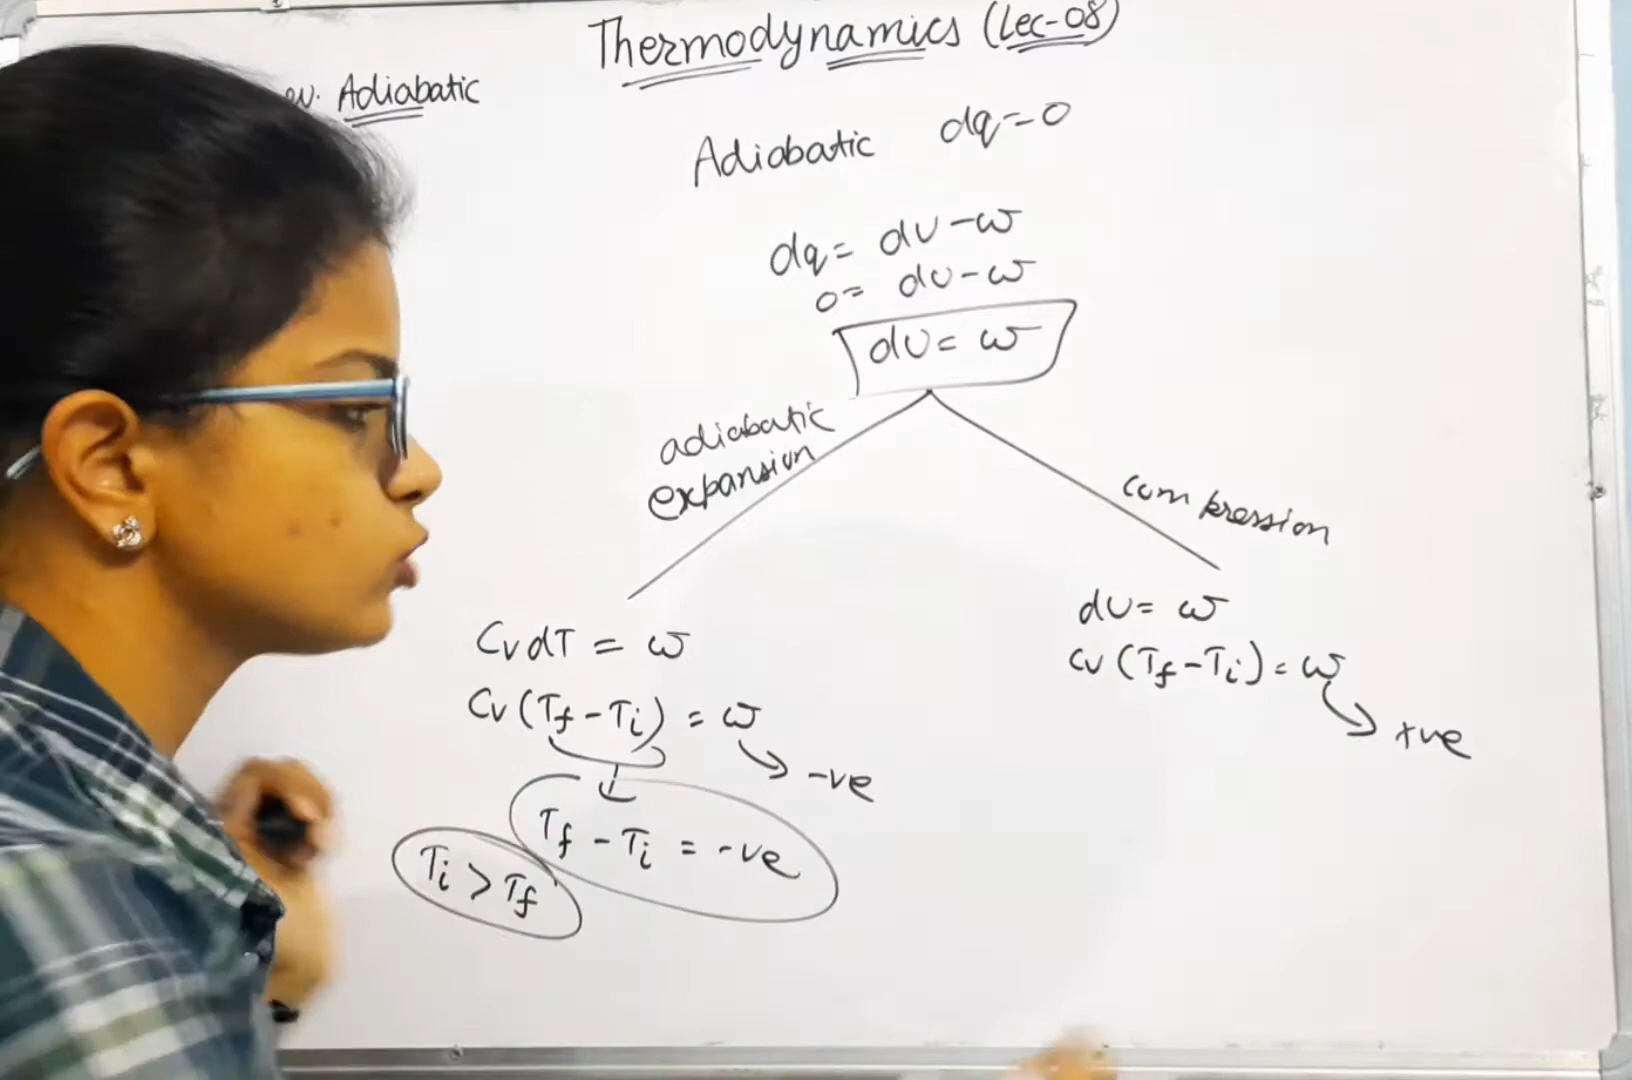 Thermodynamics (Lec-08)
Adiabatic
Adiabatic dq=0
dq= dU-w
0= dU-w
dU= w
adiabatic
expansion
compression
CvdT = w
Cv(Tf-Ti) = w
-ve
Tf-Ti = -ve
Ti > Tf
dU= w
Cv(Tf-Ti)= w
+ve